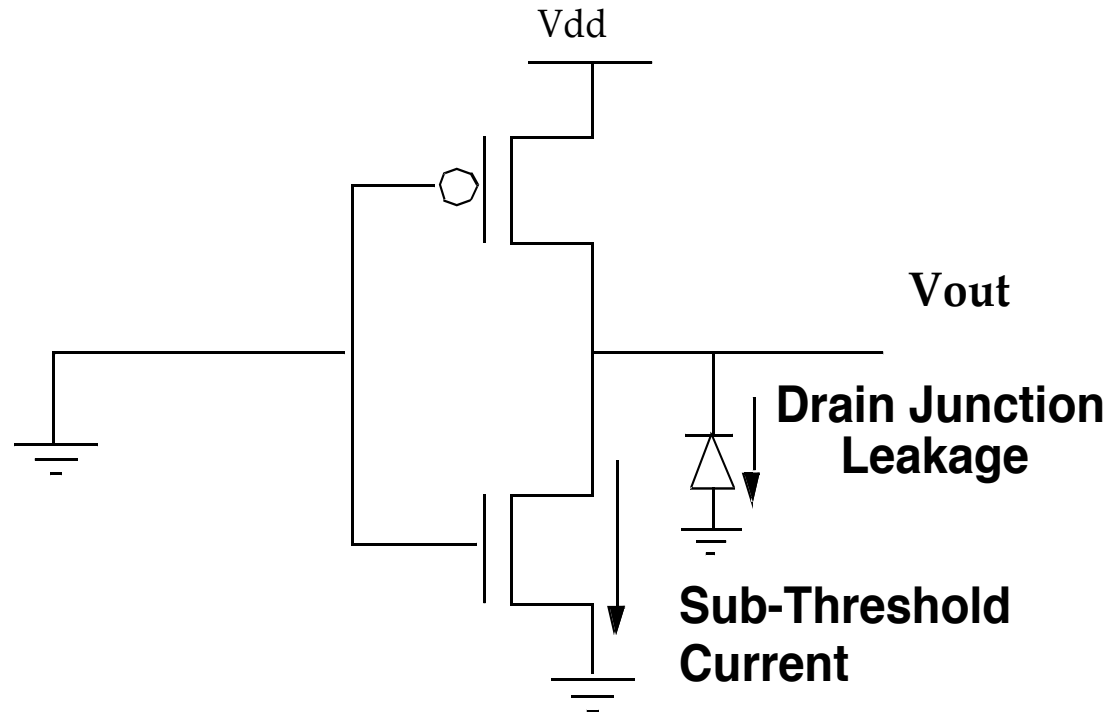 Vdd
Vout
Drain Junction
Leakage
Sub-Threshold
Current